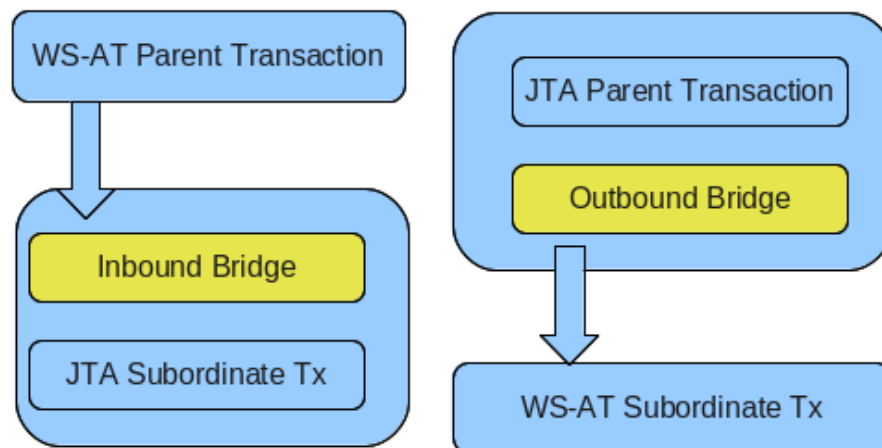 WS-AT Parent Transaction
Inbound Bridge
JTA Subordinate Tx
JTA Parent Transaction
Outbound Bridge
WS-AT Subordinate Tx